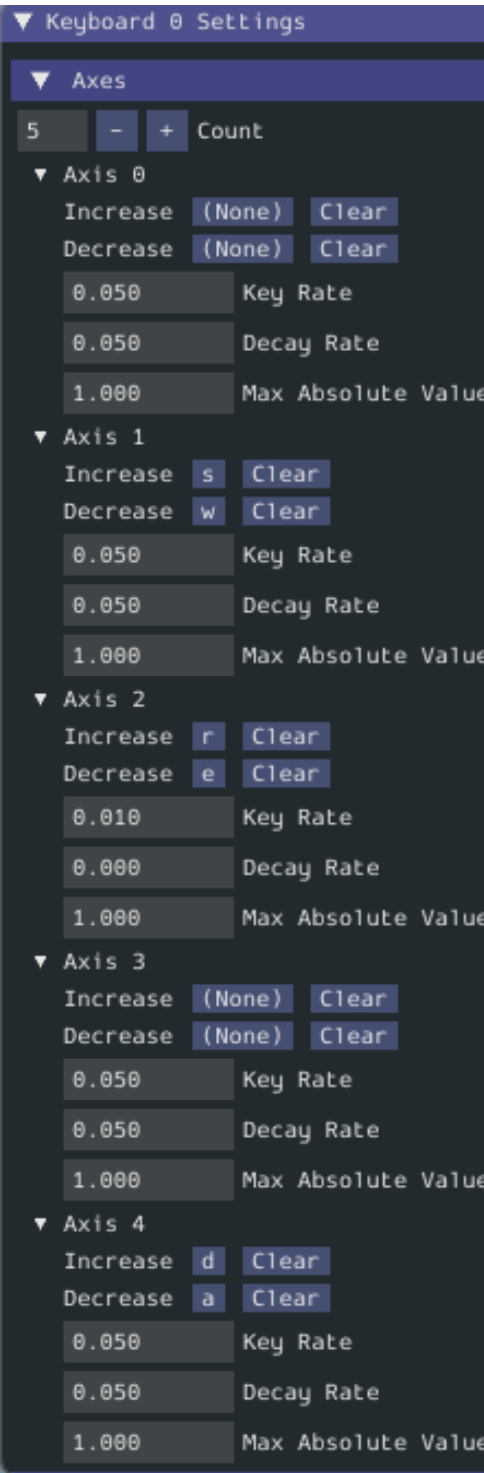 Keyboard 0 Settings
Axes
5 - + Count
Axis 0
Increase (None) Clear
Decrease (None) Clear
0.050 Key Rate
0.050 Decay Rate
1.000 Max Absolute Value
Axis 1
Increase s Clear
Decrease w Clear
0.050 Key Rate
0.050 Decay Rate
1.000 Max Absolute Value
Axis 2
Increase r Clear
Decrease e Clear
0.010 Key Rate
0.000 Decay Rate
1.000 Max Absolute Value
Axis 3
Increase (None) Clear
Decrease (None) Clear
0.050 Key Rate
0.050 Decay Rate
1.000 Max Absolute Value
Axis 4
Increase d Clear
Decrease a Clear
0.050 Key Rate
0.050 Decay Rate
1.000 Max Absolute Value